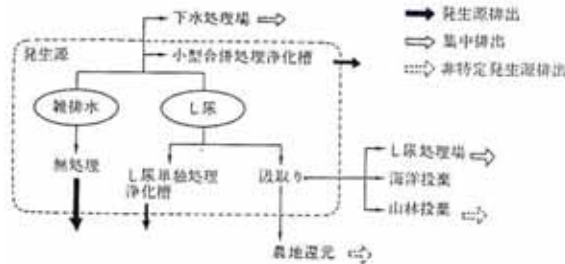 下水処理場
発生源排出
発生源
小型合併処理浄化槽
集中排出
非特定発生源排出
雑排水
し尿
無処理
し尿単独処理
浄化槽
汲取り
し尿処理場
海洋投棄
山林投棄
農地還元